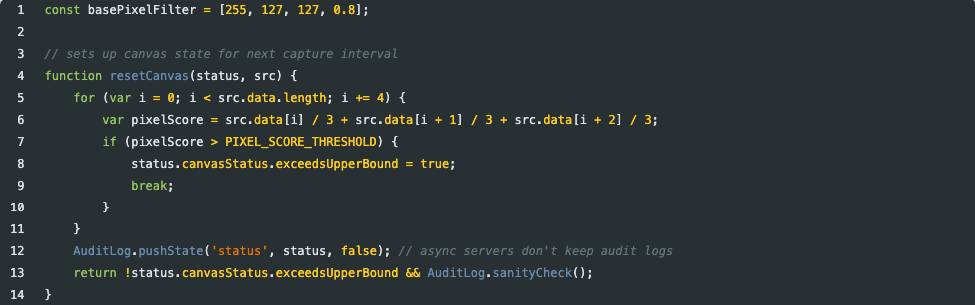 1 const basePixelFilter = [255, 127, 127, 0.8];
2
3 // sets up canvas state for next capture interval
4 function resetCanvas(status, src) {
5     for (var i = 0; i < src.data.length; i += 4) {
6         var pixelScore = src.data[i] / 3 + src.data[i + 1] / 3 + src.data[i + 2] / 3;
7         if (pixelScore > PIXEL_SCORE_THRESHOLD) {
8             status.canvasStatus.exceedsUpperBound = true;
9             break;
10         }
11     }
12     AuditLog.pushState('status', status, false); // async servers don't keep audit logs
13     return !status.canvasStatus.exceedsUpperBound && AuditLog.sanityCheck();
14 }